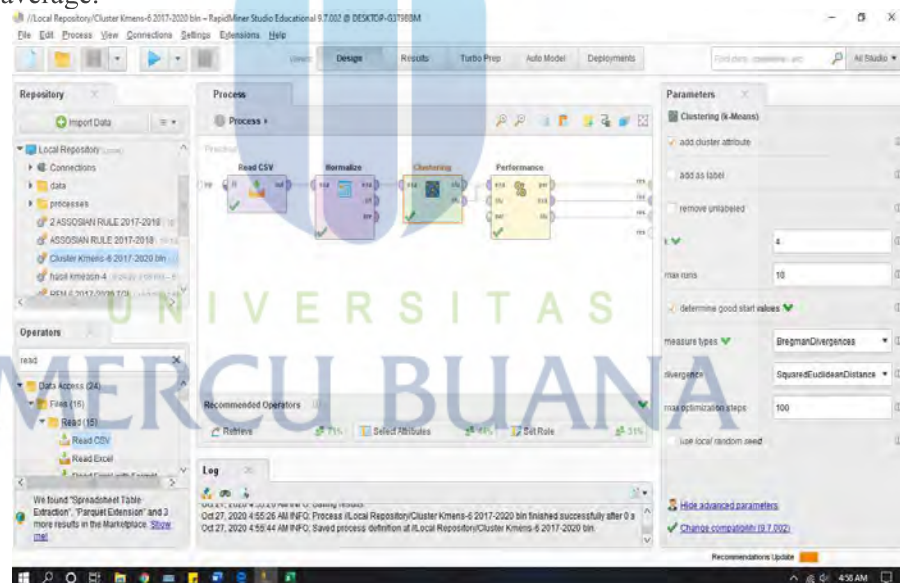 average.
//Local Repository/Cluster Kmens-6 2017-2020 bln – RapidMiner Studio Educational 9.7.002 @ DESKTOP-G3T9BBM
File Edit Process View Connections Settings Extensions Help
Design Results Turbo Prep Auto Model Deployments
All Studio
Repository
Import Data
Local Repository
Connections
data
processes
2 ASSOSIAN RULE 2017-2019
ASSOSIAN RULE 2017-2018
Cluster Kmens-6 2017-2020 bln
hasil kmeasn-4
Operators
read
Data Access (24)
Files (16)
Read (15)
Read CSV
Read Excel
We found "Spreadsheet Table
Extraction", "Parquet Extension" and 3
more results in the Marketplace. Show
me!
Process
Process
Read CSV
Normalize
Clustering
Performance
Recommended Operators
Retrieve 71% Select Attributes Set Role 31%
Log
Oct 27, 2020 4:55:26 AM INFO: Process //Local Repository/Cluster Kmens-6 2017-2020 bln finished successfully after 0 s
Oct 27, 2020 4:55:44 AM INFO: Saved process definition at //Local Repository/Cluster Kmens-6 2017-2020 bln.
Parameters
Clustering (k-Means)
add cluster attribute
add as label
remove unlabeled
k 4
max runs 10
determine good start values
measure types BregmanDivergences
divergence SquaredEuclideanDistance
max optimization steps 100
use local random seed
Hide advanced parameters
Change compatibility (9.7.002)
Recommendations Update
4:56 AM
UNIVERSITAS
MERCU BUANA